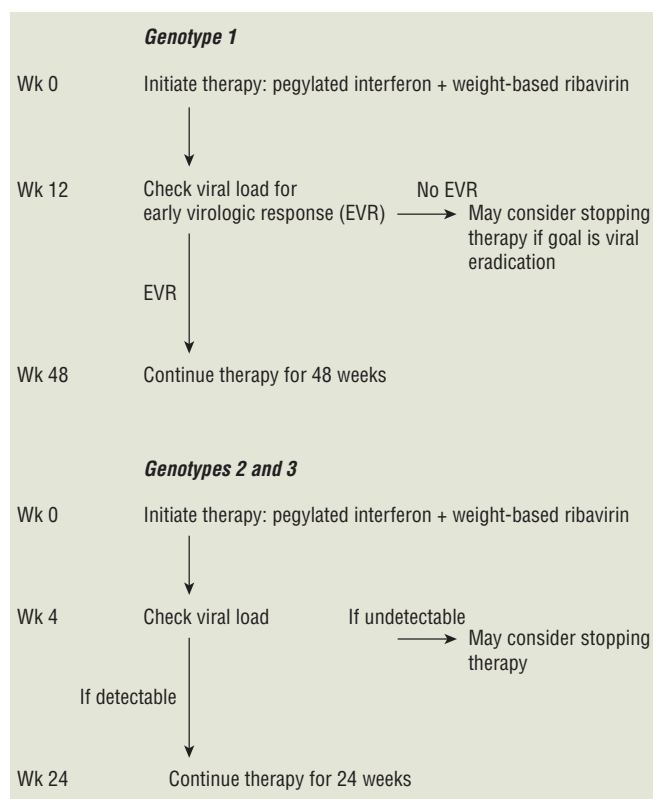 Genotype 1
Wk 0 Initiate therapy: pegylated interferon + weight-based ribavirin
Wk 12 Check viral load for No EVR
early virologic response (EVR) May consider stopping
therapy if goal is viral
eradication
EVR
Wk 48 Continue therapy for 48 weeks
Genotypes 2 and 3
Wk 0 Initiate therapy: pegylated interferon + weight-based ribavirin
Wk 4 Check viral load If undetectable
May consider stopping
therapy
If detectable
Wk 24 Continue therapy for 24 weeks